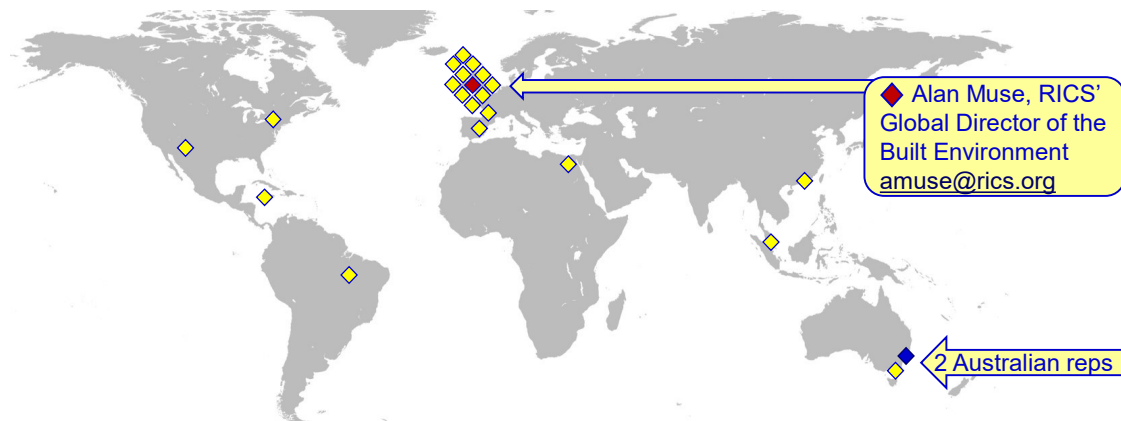 Alan Muse, RICS’
Global Director of the
Built Environment
amuse@rics.org
2 Australian reps